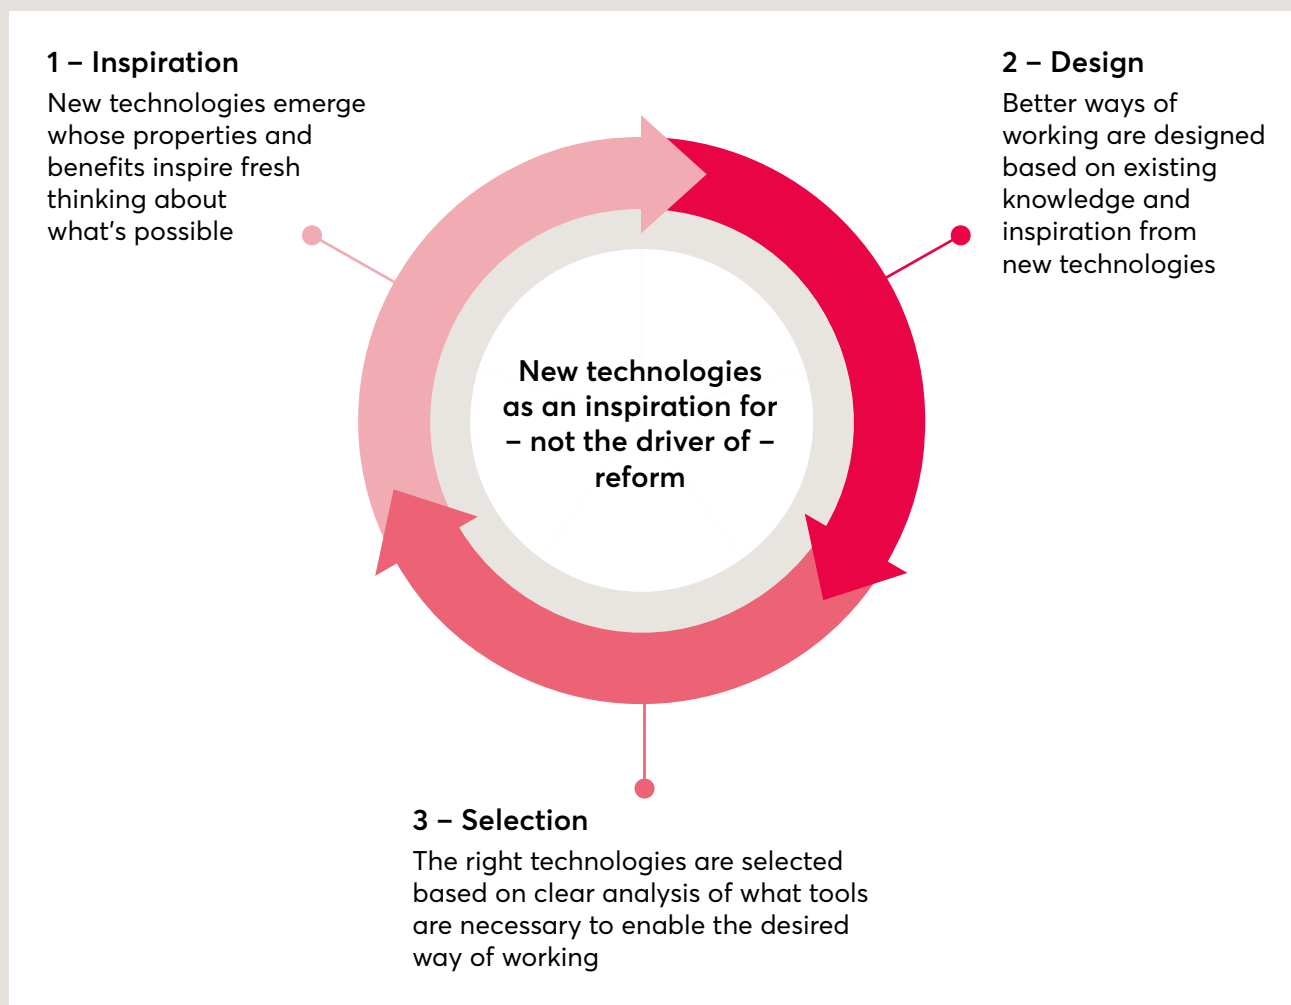 1 – Inspiration
New technologies emerge
whose properties and
benefits inspire fresh
thinking about
what's possible
2 – Design
Better ways of
working are designed
based on existing
knowledge and
inspiration from
new technologies
New technologies
as an inspiration for
– not the driver of –
reform
3 – Selection
The right technologies are selected
based on clear analysis of what tools
are necessary to enable the desired
way of working